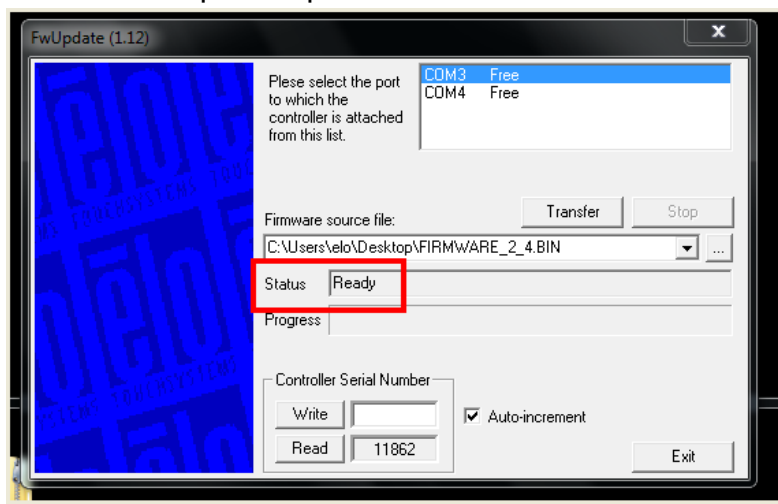 FwUpdate (1.12)
Plese select the port
to which the
controller is attached
from this list.
COM3 Free
COM4 Free
Transfer
Stop
Firmware source file:
C:\Users\elo\Desktop\FIRMWARE_2_4.BIN
...
Status Ready
Progress
Controller Serial Number
Write
Auto-increment
Read 11862
Exit
elo
TOUCHSYSTEMS